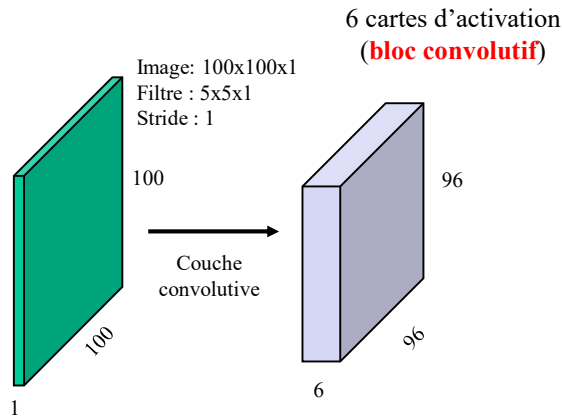 6 cartes d’activation
(bloc convolutif)
Image: 100x100x1
Filtre : 5x5x1
Stride : 1
100
96
Couche
convolutive
100
96
1
6